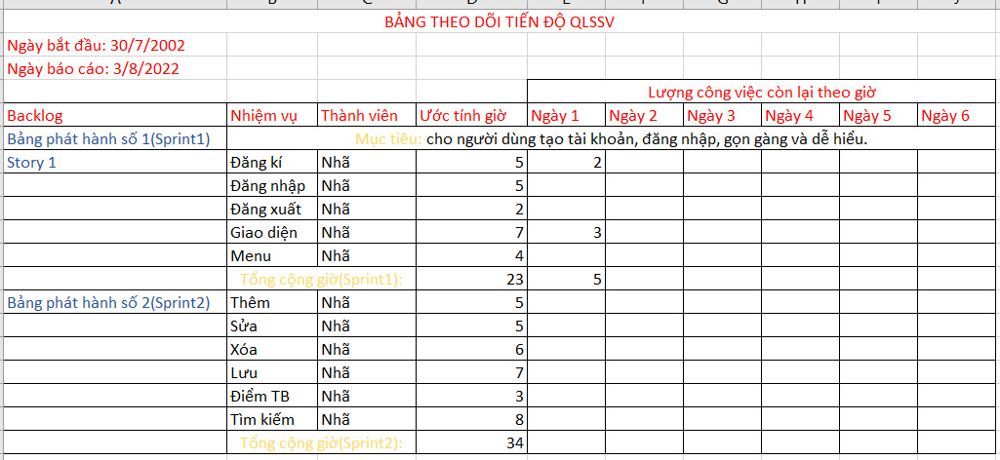 BẢNG THEO DÕI TIẾN ĐỘ QLSSV
Ngày bắt đầu: 30/7/2002
Ngày báo cáo: 3/8/2022
Lượng công việc còn lại theo giờ
Backlog Nhiệm vụ Thành viên Ước tính giờ Ngày 1 Ngày 2 Ngày 3 Ngày 4 Ngày 5 Ngày 6
Bảng phát hành số 1(Sprint1) Mục tiêu: cho người dùng tạo tài khoản, đăng nhập, gọn gàng và dễ hiểu.
Story 1 Đăng kí Nhã 5 2
Đăng nhập Nhã 5
Đăng xuất Nhã 2
Giao diện Nhã 7 3
Menu Nhã 4
Tổng cộng giờ(Sprint1): 23 5
Bảng phát hành số 2(Sprint2) Thêm Nhã 5
Sửa Nhã 5
Xóa Nhã 6
Lưu Nhã 7
Điểm TB Nhã 3
Tìm kiếm Nhã 8
Tổng cộng giờ(Sprint2): 34